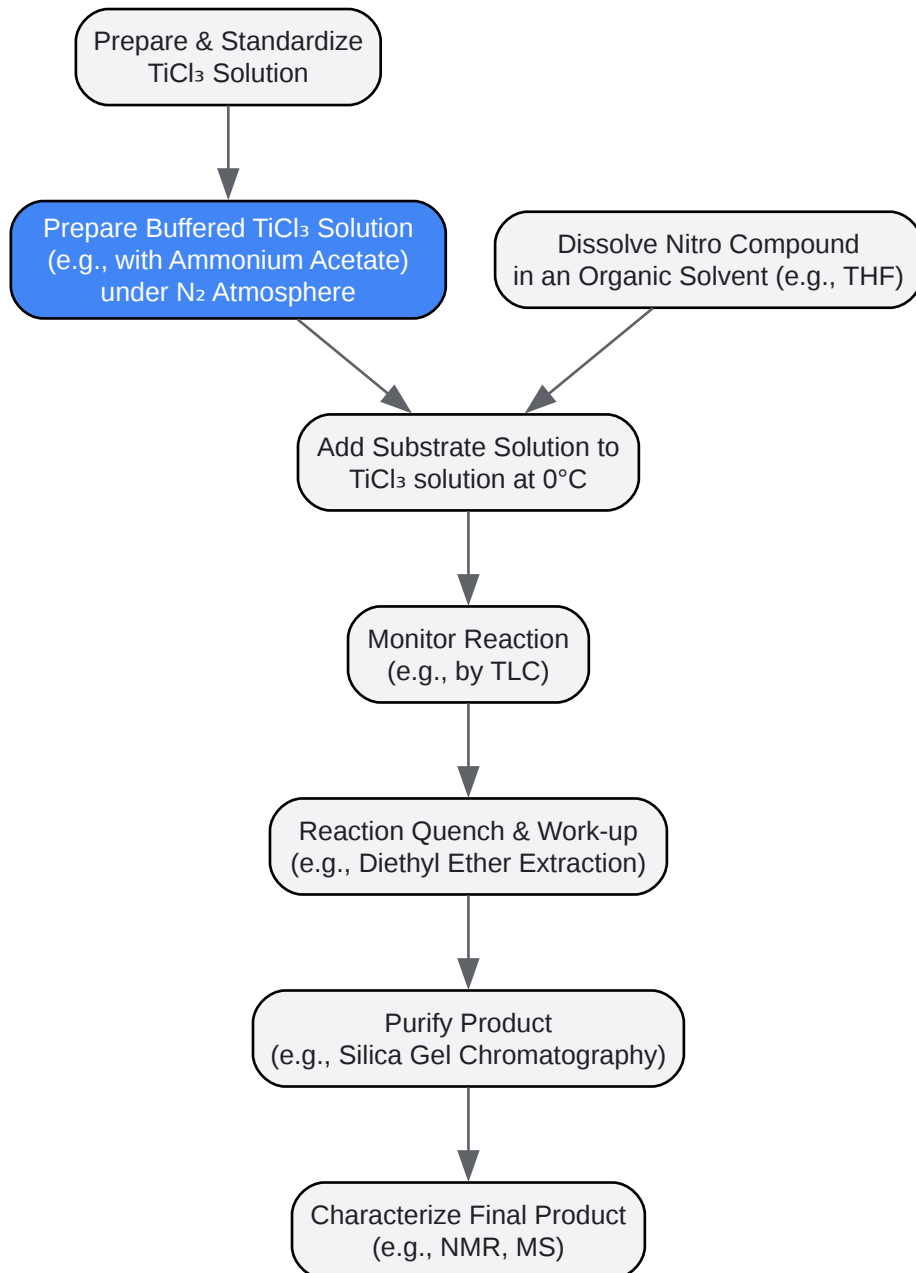 Prepare & Standardize
TiCl₃ Solution
Prepare Buffered TiCl₃ Solution
(e.g., with Ammonium Acetate)
under N₂ Atmosphere
Dissolve Nitro Compound
in an Organic Solvent (e.g., THF)
Add Substrate Solution to
TiCl₃ solution at 0°C
Monitor Reaction
(e.g., by TLC)
Reaction Quench & Work-up
(e.g., Diethyl Ether Extraction)
Purify Product
(e.g., Silica Gel Chromatography)
Characterize Final Product
(e.g., NMR, MS)